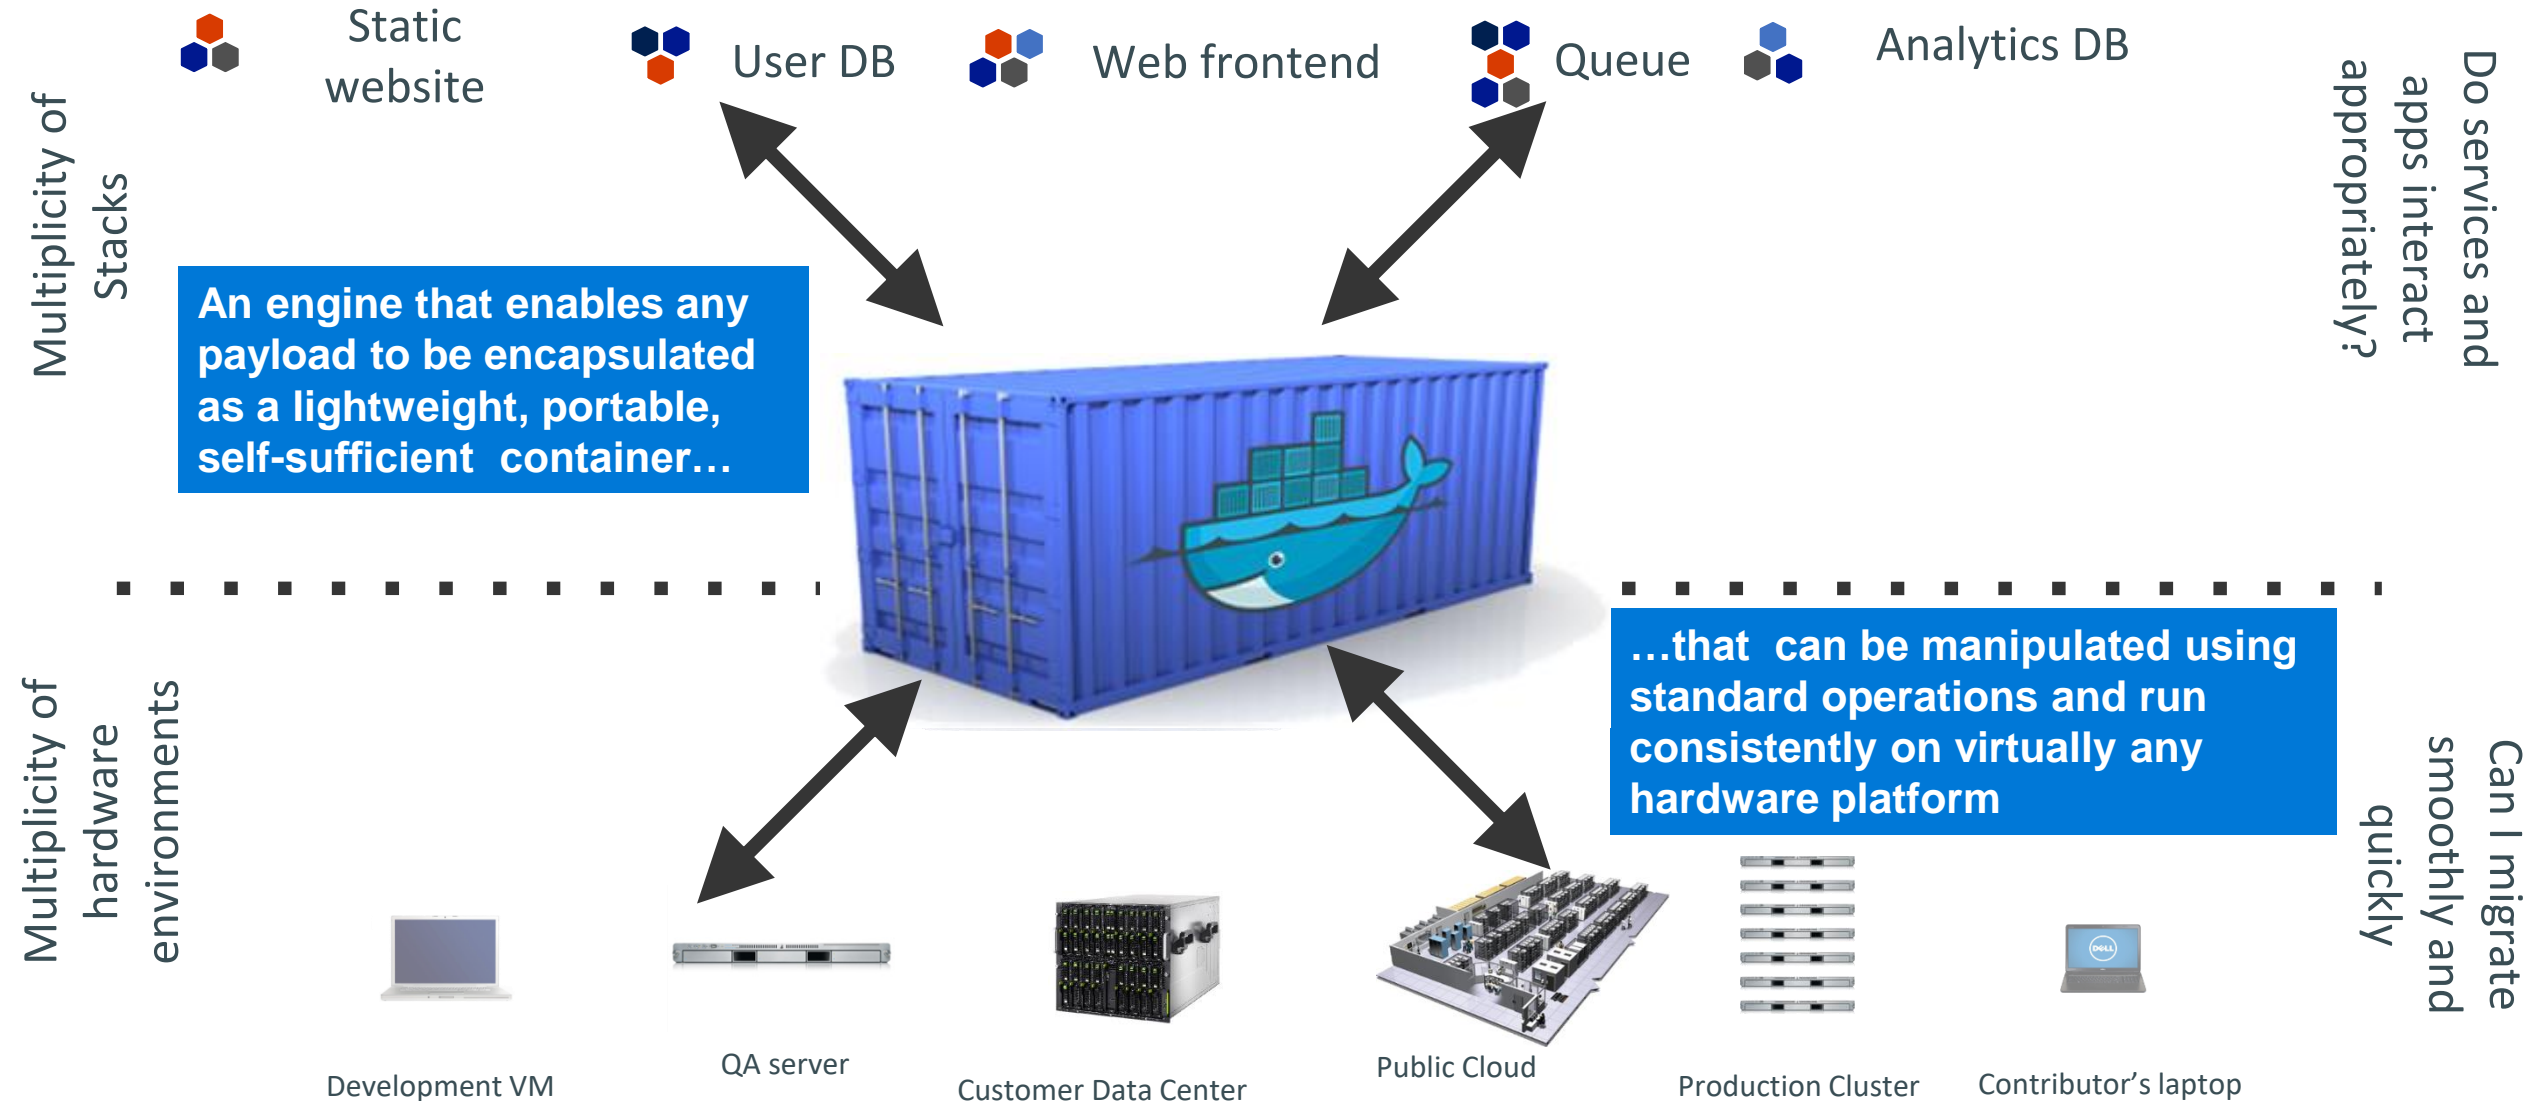 Static
website
User DB
Web frontend
Queue
Analytics DB
Multiplicity of
Stacks
Do services and
apps interact
appropriately?
An engine that enables any
payload to be encapsulated
as a lightweight, portable,
self-sufficient  container…
…that  can be manipulated using
standard operations and run
consistently on virtually any
hardware platform
Multiplicity of
hardware
environments
Can I migrate
smoothly and
quickly
DELL
Development VM
QA server
Customer Data Center
Public Cloud
Production Cluster
Contributor’s laptop